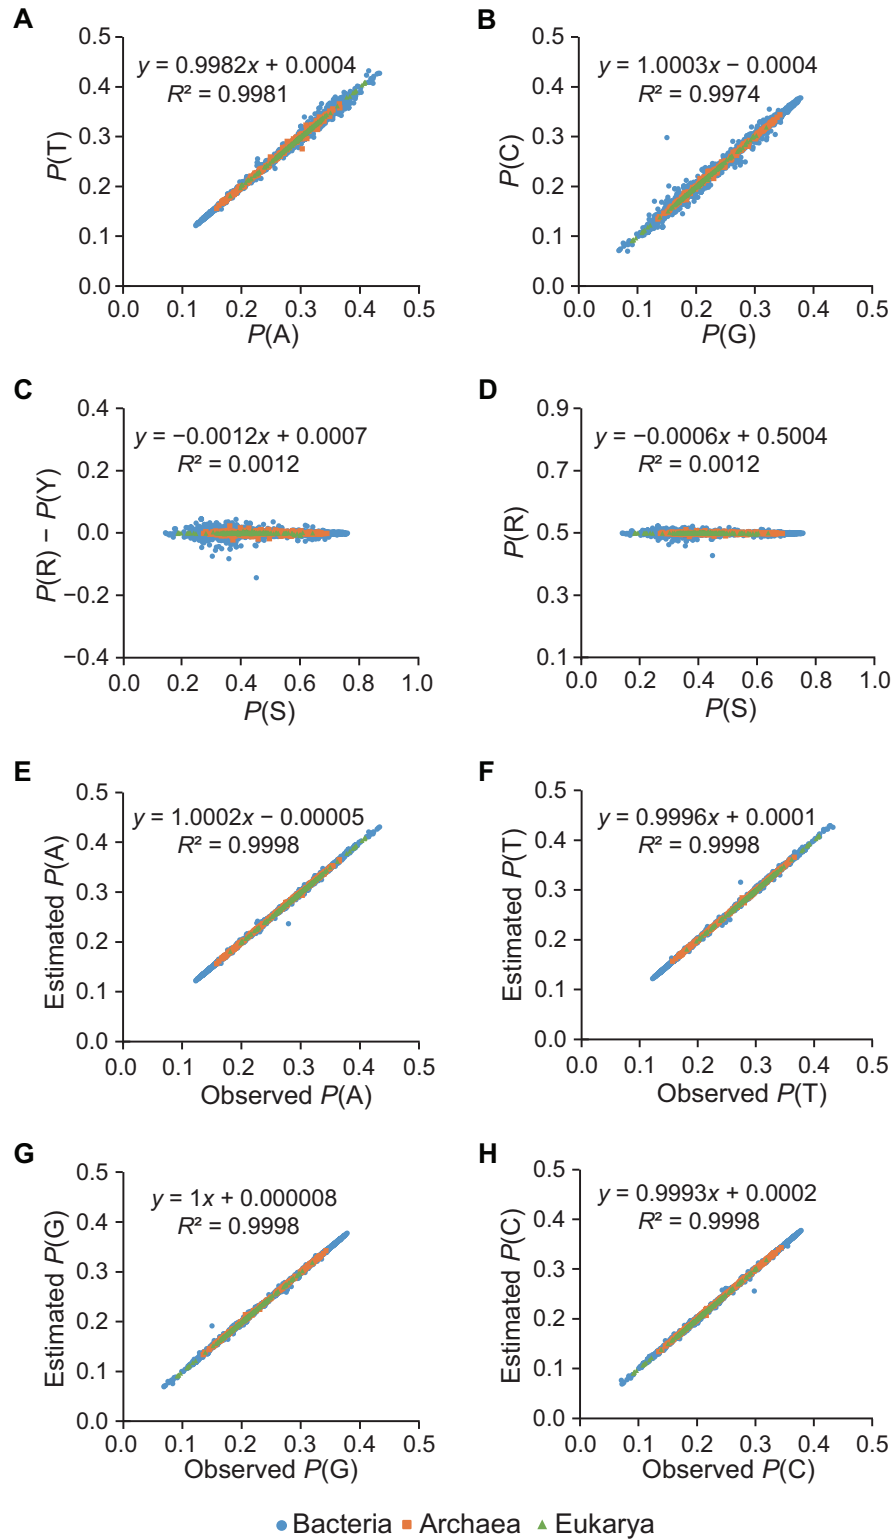 A
0.5
y = 0.9982x + 0.0004
R² = 0.9981
0.4
0.3
0.2
0.1
0.0
P(T)
0.0 0.1 0.2 0.3 0.4 0.5
P(A)
B
0.5
y = 1.0003x − 0.0004
R² = 0.9974
0.4
0.3
0.2
0.1
0.0
P(C)
0.0 0.1 0.2 0.3 0.4 0.5
P(G)
C
0.4
y = −0.0012x + 0.0007
R² = 0.0012
0.2
0.0
−0.2
−0.4
P(R) − P(Y)
0.0 0.2 0.4 0.6 0.8 1.0
P(S)
D
0.9
y = −0.0006x + 0.5004
R² = 0.0012
0.7
0.5
0.3
0.1
P(R)
0.0 0.2 0.4 0.6 0.8 1.0
P(S)
E
0.5
y = 1.0002x − 0.00005
R² = 0.9998
0.4
0.3
0.2
0.1
0.0
Estimated P(A)
0.0 0.1 0.2 0.3 0.4 0.5
Observed P(A)
F
0.5
y = 0.9996x + 0.0001
R² = 0.9998
0.4
0.3
0.2
0.1
0.0
Estimated P(T)
0.0 0.1 0.2 0.3 0.4 0.5
Observed P(T)
G
0.5
y = 1x + 0.000008
R² = 0.9998
0.4
0.3
0.2
0.1
0.0
Estimated P(G)
0.0 0.1 0.2 0.3 0.4 0.5
Observed P(G)
H
0.5
y = 0.9993x + 0.0002
R² = 0.9998
0.4
0.3
0.2
0.1
0.0
Estimated P(C)
0.0 0.1 0.2 0.3 0.4 0.5
Observed P(C)
Bacteria Archaea Eukarya